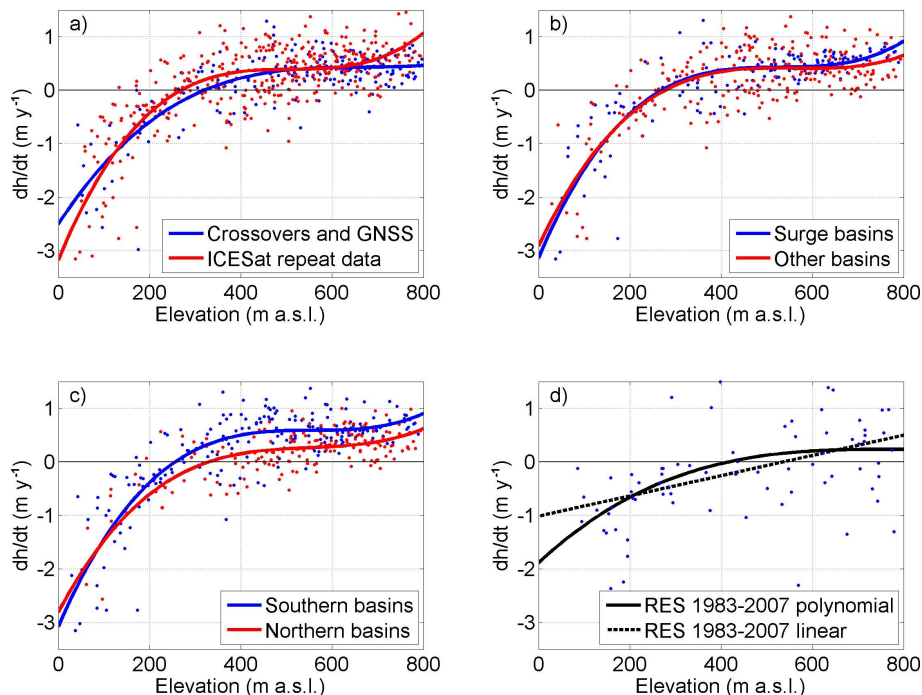 a)
1
0
-1
-2
-3
dh/dt (m y⁻¹)
Crossovers and GNSS
ICESat repeat data
0 200 400 600 800
Elevation (m a.s.l.)
b)
1
0
-1
-2
-3
dh/dt (m y⁻¹)
Surge basins
Other basins
0 200 400 600 800
Elevation (m a.s.l.)
c)
1
0
-1
-2
-3
dh/dt (m y⁻¹)
Southern basins
Northern basins
0 200 400 600 800
Elevation (m a.s.l.)
d)
1
0
-1
-2
-3
dh/dt (m y⁻¹)
RES 1983-2007 polynomial
RES 1983-2007 linear
0 200 400 600 800
Elevation (m a.s.l.)